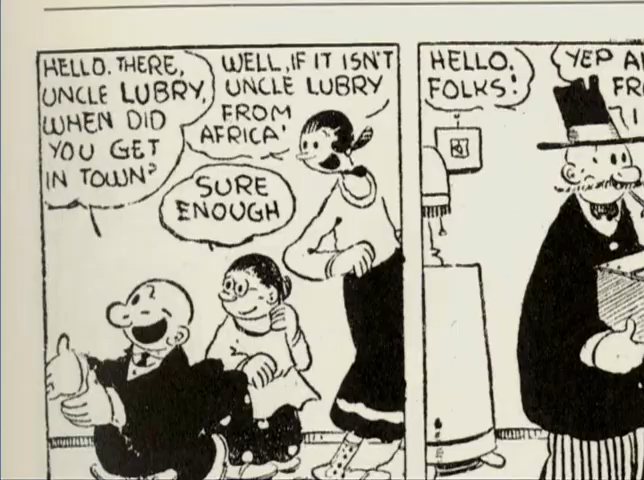 HELLO. THERE,
UNCLE LUBRY,
WHEN DID
YOU GET
IN TOWN?
WELL, IF IT ISN'T
UNCLE LUBRY
FROM
AFRICA'
SURE
ENOUGH
HELLO.
FOLKS!
YEP
FR